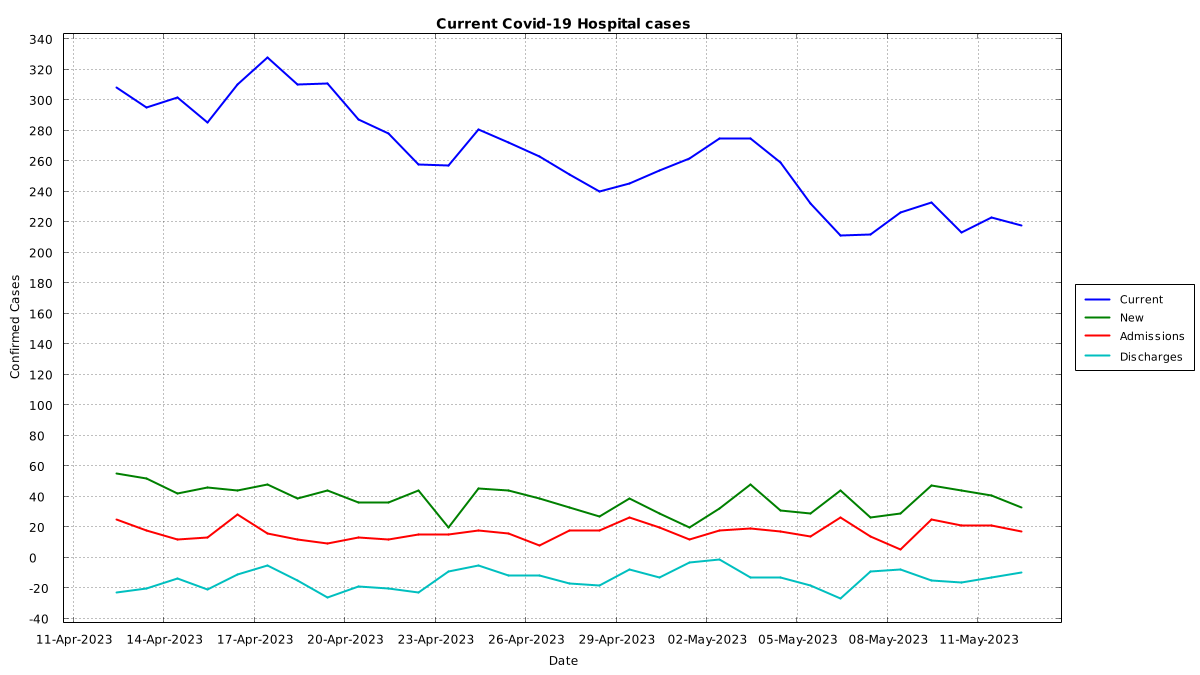 Current Covid-19 Hospital cases
340
320
300
280
260
240
220
200
180
160
140
120
100
80
60
40
20
0
-20
-40
Confirmed Cases
11-Apr-2023 14-Apr-2023 17-Apr-2023 20-Apr-2023 23-Apr-2023 26-Apr-2023 29-Apr-2023 02-May-2023 05-May-2023 08-May-2023 11-May-2023
Date
Current
New
Admissions
Discharges